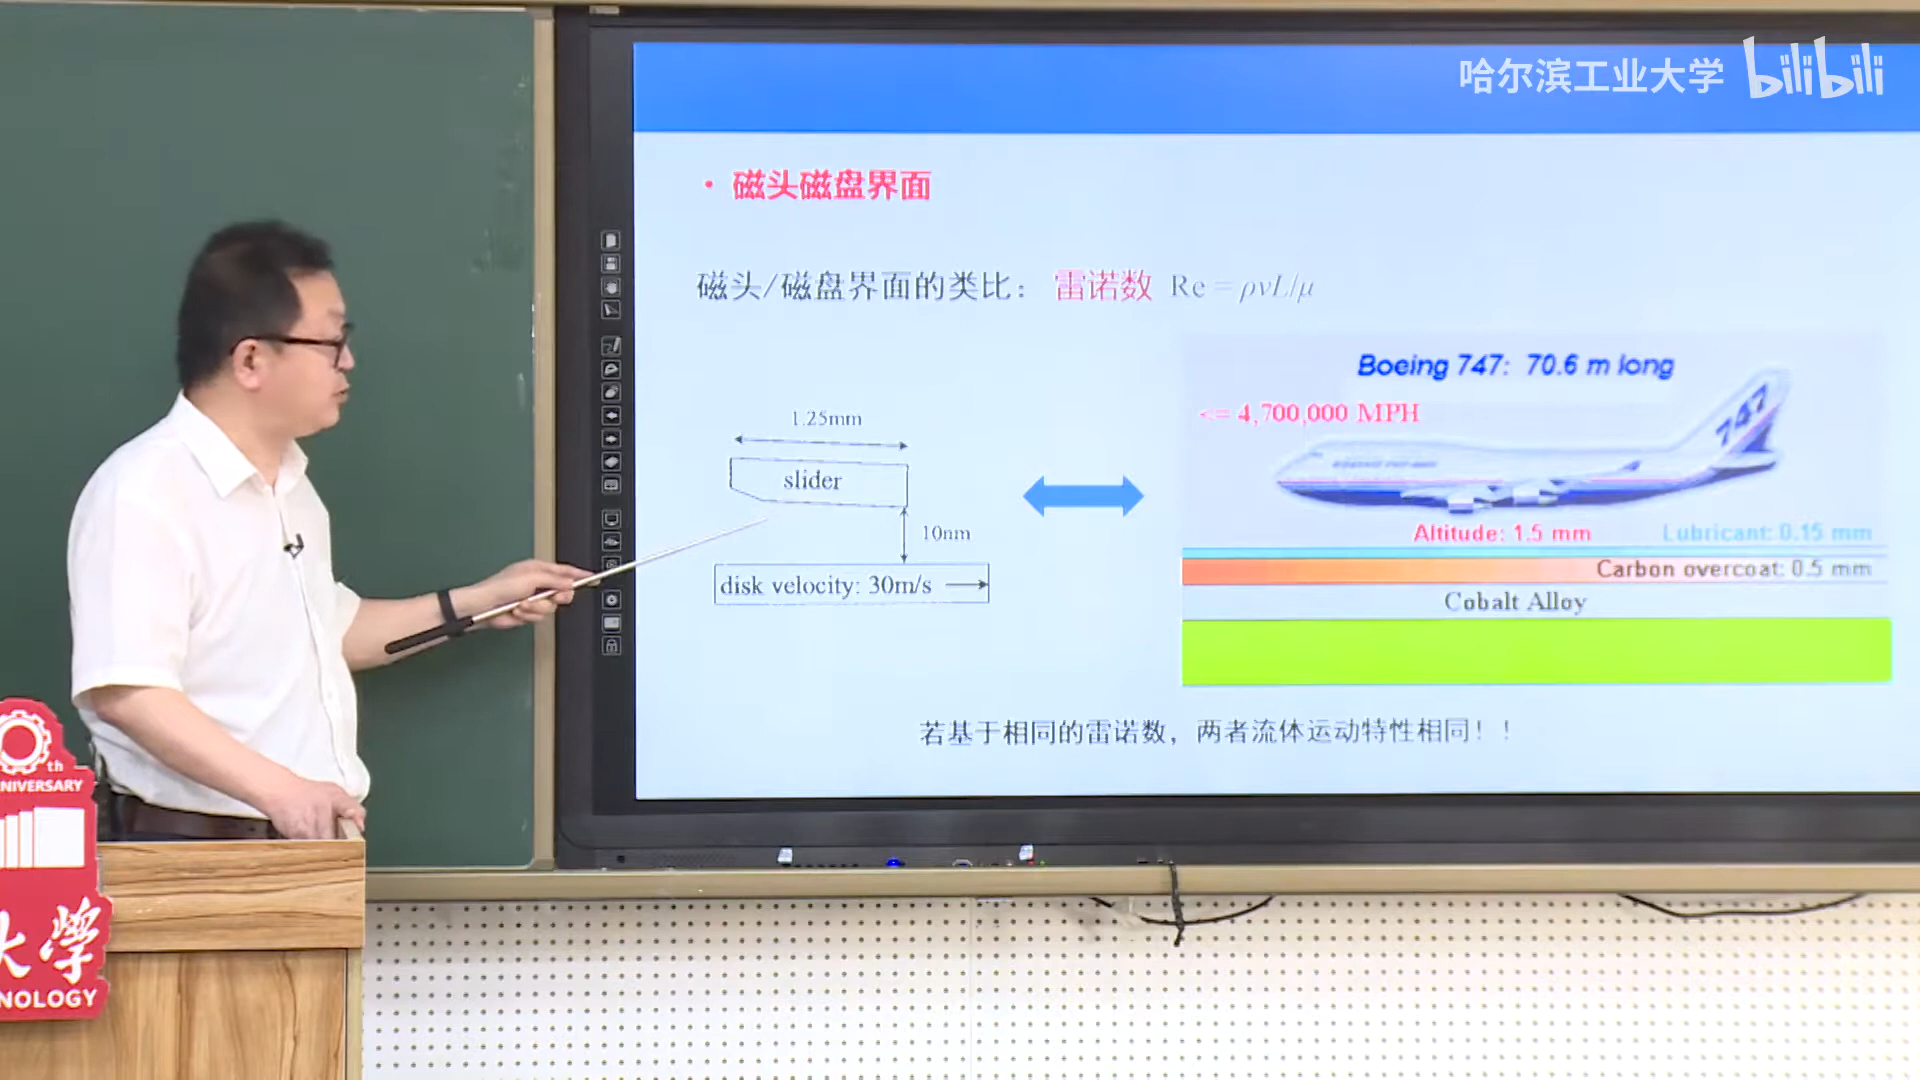 哈尔滨工业大学 bilibili
• 磁头磁盘界面
磁头/磁盘界面的类比：雷诺数 Re = ρvL/μ
1.25mm
slider
10nm
disk velocity: 30m/s
Boeing 747: 70.6 m long
<= 4,700,000 MPH
747
Altitude: 1.5 mm
Lubricant: 0.15 mm
Carbon overcoat: 0.5 mm
Cobalt Alloy
若基于相同的雷诺数，两者流体运动特性相同！！
th
NIVERSARY
大学
NOLOGY